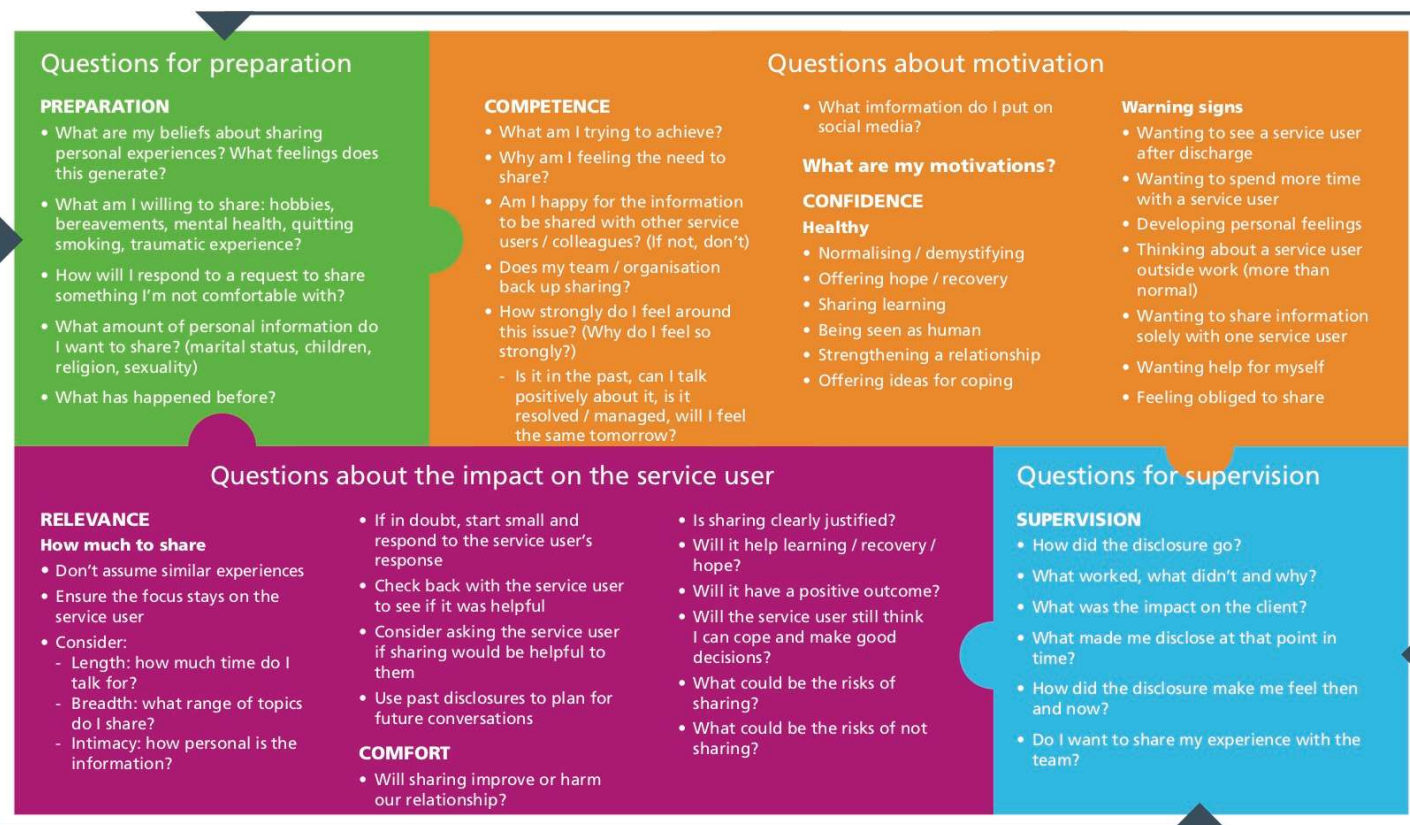 Questions for preparation
PREPARATION
• What are my beliefs about sharing
personal experiences? What feelings does
this generate?
• What am I willing to share: hobbies,
bereavements, mental health, quitting
smoking, traumatic experience?
• How will I respond to a request to share
something I'm not comfortable with?
• What amount of personal information do
I want to share? (marital status, children,
religion, sexuality)
• What has happened before?
Questions about motivation
COMPETENCE
• What am I trying to achieve?
• Why am I feeling the need to
share?
• Am I happy for the information
to be shared with other service
users / colleagues? (If not, don't)
• Does my team / organisation
back up sharing?
• How strongly do I feel around
this issue? (Why do I feel so
strongly?)
- Is it in the past, can I talk
positively about it, is it
resolved / managed, will I feel
the same tomorrow?
• What imformation do I put on
social media?
What are my motivations?
CONFIDENCE
Healthy
• Normalising / demystifying
• Offering hope / recovery
• Sharing learning
• Being seen as human
• Strengthening a relationship
• Offering ideas for coping
Warning signs
• Wanting to see a service user
after discharge
• Wanting to spend more time
with a service user
• Developing personal feelings
• Thinking about a service user
outside work (more than
normal)
• Wanting to share information
solely with one service user
• Wanting help for myself
• Feeling obliged to share
Questions about the impact on the service user
RELEVANCE
How much to share
• Don't assume similar experiences
• Ensure the focus stays on the
service user
• Consider:
- Length: how much time do I
talk for?
- Breadth: what range of topics
do I share?
- Intimacy: how personal is the
information?
• If in doubt, start small and
respond to the service user's
response
• Check back with the service user
to see if it was helpful
• Consider asking the service user
if sharing would be helpful to
them
• Use past disclosures to plan for
future conversations
COMFORT
• Will sharing improve or harm
our relationship?
• Is sharing clearly justified?
• Will it help learning / recovery /
hope?
• Will it have a positive outcome?
• Will the service user still think
I can cope and make good
decisions?
• What could be the risks of
sharing?
• What could be the risks of not
sharing?
Questions for supervision
SUPERVISION
• How did the disclosure go?
• What worked, what didn't and why?
• What was the impact on the client?
• What made me disclose at that point in
time?
• How did the disclosure make me feel then
and now?
• Do I want to share my experience with the
team?